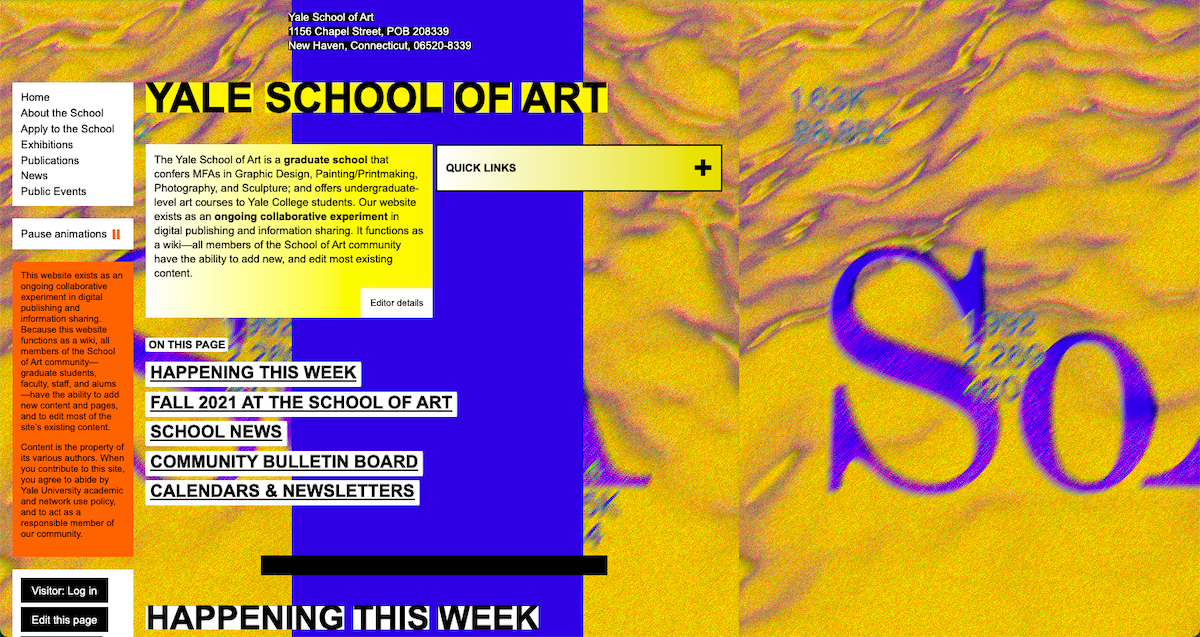 Yale School of Art
1156 Chapel Street, POB 208339
New Haven, Connecticut, 06520-8339
Home
About the School
Apply to the School
Exhibitions
Publications
News
Public Events
Pause animations
This website exists as an
ongoing collaborative
experiment in digital
publishing and
information sharing.
Because this website
functions as a wiki, all
members of the School
of Art community—
graduate students,
faculty, staff, and alums
—have the ability to add
new content and pages,
and to edit most of the
site's existing content.
Content is the property of
its various authors. When
you contribute to this site,
you agree to abide by
Yale University academic
and network use policy,
and to act as a
responsible member of
our community.
Visitor: Log in
Edit this page
YALE SCHOOL OF ART
The Yale School of Art is a graduate school that
confers MFAs in Graphic Design, Painting/Printmaking,
Photography, and Sculpture; and offers undergraduate-
level art courses to Yale College students. Our website
exists as an ongoing collaborative experiment in
digital publishing and information sharing. It functions as
a wiki—all members of the School of Art community
have the ability to add new, and edit most existing
content.
Editor details
QUICK LINKS
ON THIS PAGE
HAPPENING THIS WEEK
FALL 2021 AT THE SCHOOL OF ART
SCHOOL NEWS
COMMUNITY BULLETIN BOARD
CALENDARS & NEWSLETTERS
HAPPENING THIS WEEK
1.63K
So